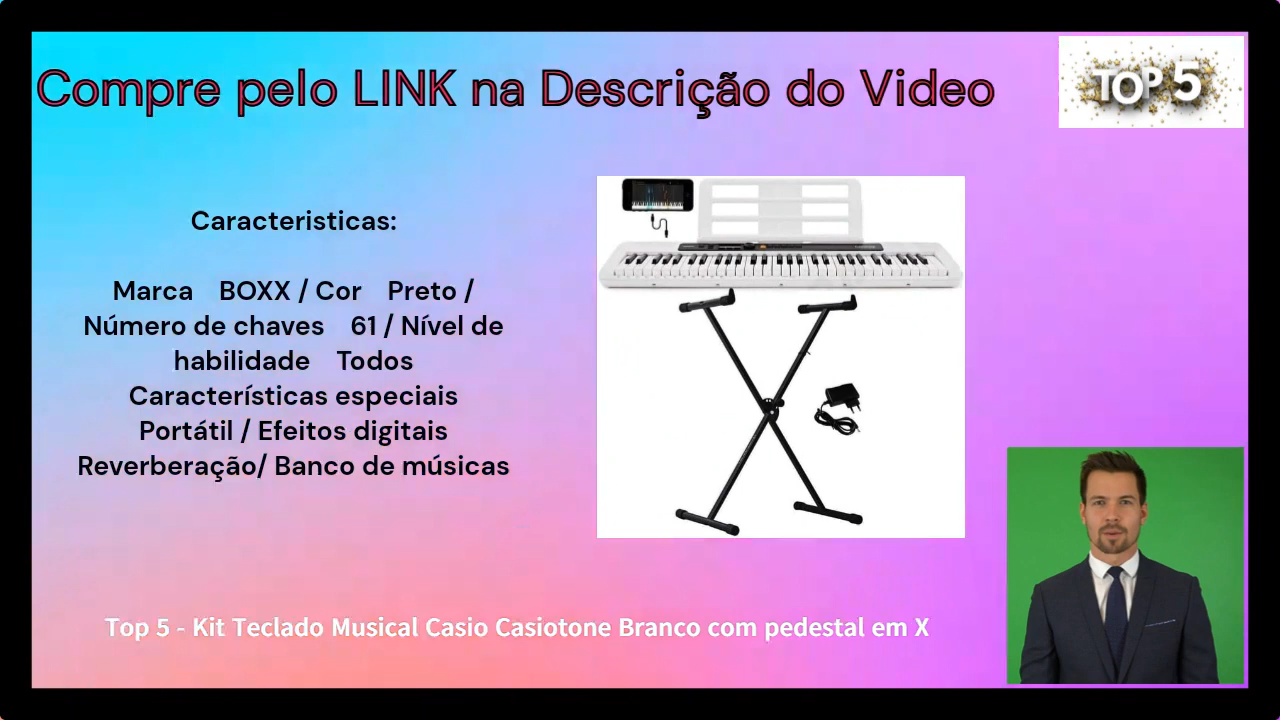 Compre pelo LINK na Descrição do Video
TOP 5
Caracteristicas:
Marca BOXX / Cor Preto /
Número de chaves 61 / Nível de
habilidade Todos
Características especiais
Portátil / Efeitos digitais
Reverberação/ Banco de músicas
Top 5 - Kit Teclado Musical Casio Casiotone Branco com pedestal em X